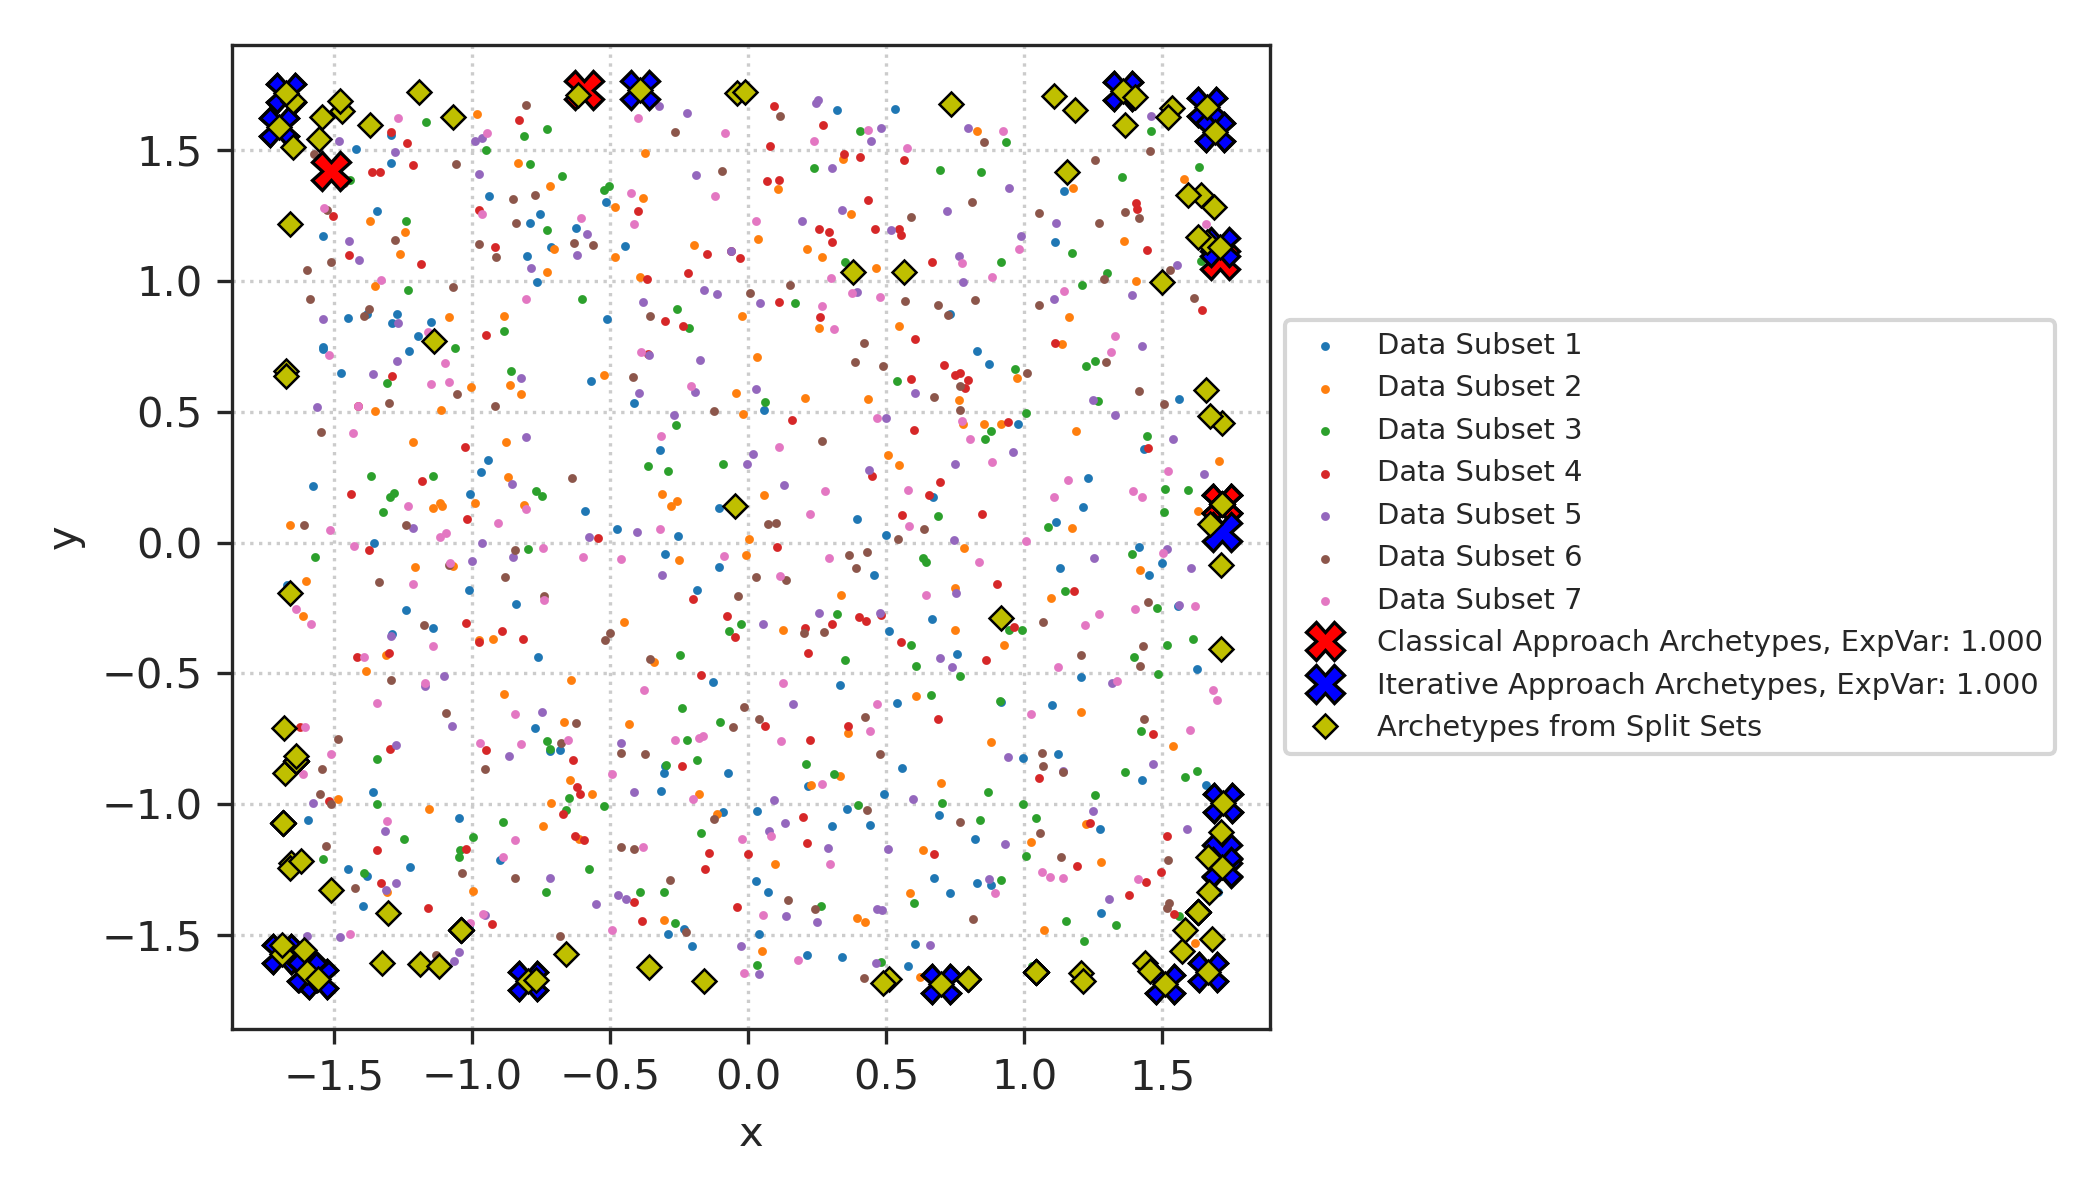 1.5
1.0
0.5
0.0
−0.5
−1.0
−1.5
y
−1.5 −1.0 −0.5 0.0 0.5 1.0 1.5
x
Data Subset 1
Data Subset 2
Data Subset 3
Data Subset 4
Data Subset 5
Data Subset 6
Data Subset 7
Classical Approach Archetypes, ExpVar: 1.000
Iterative Approach Archetypes, ExpVar: 1.000
Archetypes from Split Sets